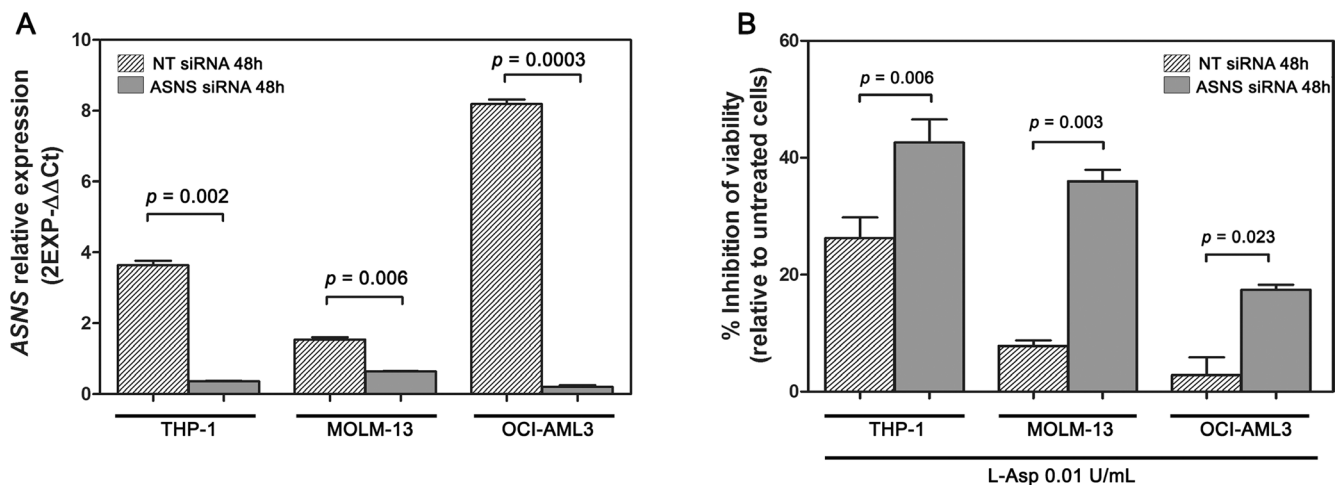 A
ASNS relative expression
(2EXP-ΔΔCt)
10
8
6
4
2
0
NT siRNA 48h
ASNS siRNA 48h
p = 0.002
p = 0.006
p = 0.0003
THP-1
MOLM-13
OCI-AML3
B
% Inhibition of viability
(relative to untreated cells)
60
40
20
0
NT siRNA 48h
ASNS siRNA 48h
p = 0.006
p = 0.003
p = 0.023
THP-1
MOLM-13
OCI-AML3
L-Asp 0.01 U/mL